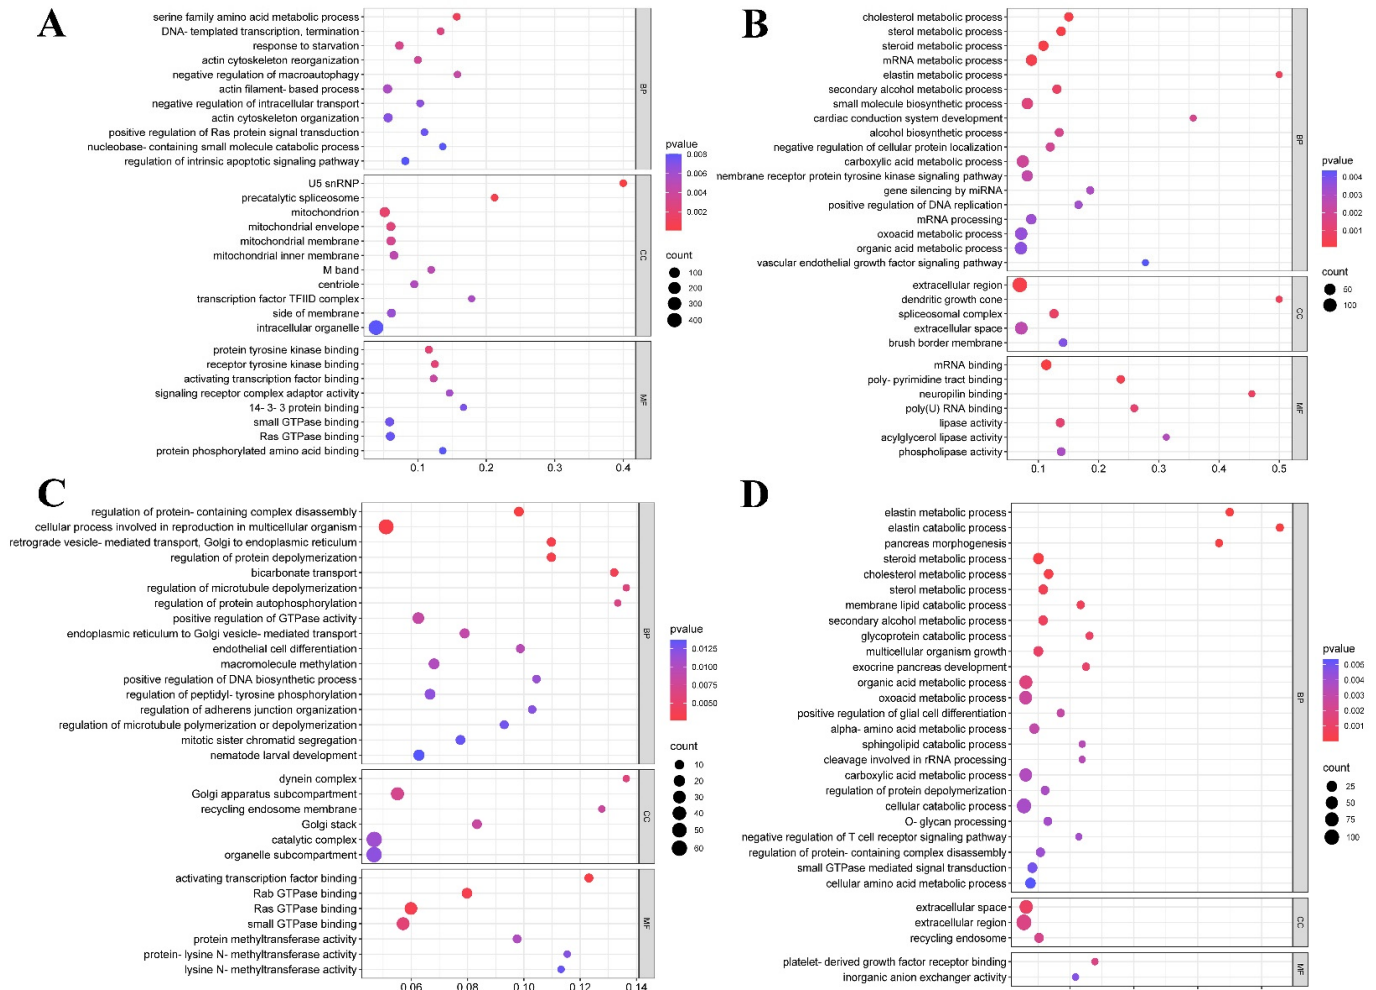 A
serine family amino acid metabolic process
DNA- templated transcription, termination
response to starvation
actin cytoskeleton reorganization
negative regulation of macroautophagy
actin filament- based process
negative regulation of intracellular transport
actin cytoskeleton organization
positive regulation of Ras protein signal transduction
nucleobase- containing small molecule catabolic process
regulation of intrinsic apoptotic signaling pathway
BP
U5 snRNP
precatalytic spliceosome
mitochondrion
mitochondrial envelope
mitochondrial membrane
mitochondrial inner membrane
M band
centriole
transcription factor TFIID complex
side of membrane
intracellular organelle
CC
protein tyrosine kinase binding
receptor tyrosine kinase binding
activating transcription factor binding
signaling receptor complex adaptor activity
14- 3- 3 protein binding
small GTPase binding
Ras GTPase binding
protein phosphorylated amino acid binding
MF
0.1 0.2 0.3 0.4
pvalue
0.008
0.006
0.004
0.002
count
100
200
300
400
B
cholesterol metabolic process
sterol metabolic process
steroid metabolic process
mRNA metabolic process
elastin metabolic process
secondary alcohol metabolic process
small molecule biosynthetic process
cardiac conduction system development
alcohol biosynthetic process
negative regulation of cellular protein localization
carboxylic acid metabolic process
membrane receptor protein tyrosine kinase signaling pathway
gene silencing by miRNA
positive regulation of DNA replication
mRNA processing
oxoacid metabolic process
organic acid metabolic process
vascular endothelial growth factor signaling pathway
BP
extracellular region
dendritic growth cone
spliceosomal complex
extracellular space
brush border membrane
CC
mRNA binding
poly- pyrimidine tract binding
neuropilin binding
poly(U) RNA binding
lipase activity
acylglycerol lipase activity
phospholipase activity
MF
0.1 0.2 0.3 0.4 0.5
pvalue
0.004
0.003
0.002
0.001
count
60
100
C
regulation of protein- containing complex disassembly
cellular process involved in reproduction in multicellular organism
retrograde vesicle- mediated transport, Golgi to endoplasmic reticulum
regulation of protein depolymerization
bicarbonate transport
regulation of microtubule depolymerization
regulation of protein autophosphorylation
positive regulation of GTPase activity
endoplasmic reticulum to Golgi vesicle- mediated transport
endothelial cell differentiation
macromolecule methylation
positive regulation of DNA biosynthetic process
regulation of peptidyl- tyrosine phosphorylation
regulation of adherens junction organization
regulation of microtubule polymerization or depolymerization
mitotic sister chromatid segregation
nematode larval development
BP
dynein complex
Golgi apparatus subcompartment
recycling endosome membrane
Golgi stack
catalytic complex
organelle subcompartment
CC
activating transcription factor binding
Rab GTPase binding
Ras GTPase binding
small GTPase binding
protein methyltransferase activity
protein- lysine N- methyltransferase activity
lysine N- methyltransferase activity
MF
0.06 0.08 0.10 0.12 0.14
pvalue
0.0125
0.0100
0.0075
0.0050
count
10
20
30
40
50
60
D
elastin metabolic process
elastin catabolic process
pancreas morphogenesis
steroid metabolic process
cholesterol metabolic process
sterol metabolic process
membrane lipid catabolic process
secondary alcohol metabolic process
glycoprotein catabolic process
multicellular organism growth
exocrine pancreas development
organic acid metabolic process
oxoacid metabolic process
positive regulation of glial cell differentiation
alpha- amino acid metabolic process
sphingolipid catabolic process
cleavage involved in rRNA processing
carboxylic acid metabolic process
regulation of protein depolymerization
cellular catabolic process
O- glycan processing
negative regulation of T cell receptor signaling pathway
regulation of protein- containing complex disassembly
small GTPase mediated signal transduction
cellular amino acid metabolic process
BP
extracellular space
extracellular region
recycling endosome
CC
platelet- derived growth factor receptor binding
inorganic anion exchanger activity
MF
pvalue
0.005
0.004
0.003
0.002
0.001
count
25
50
75
100